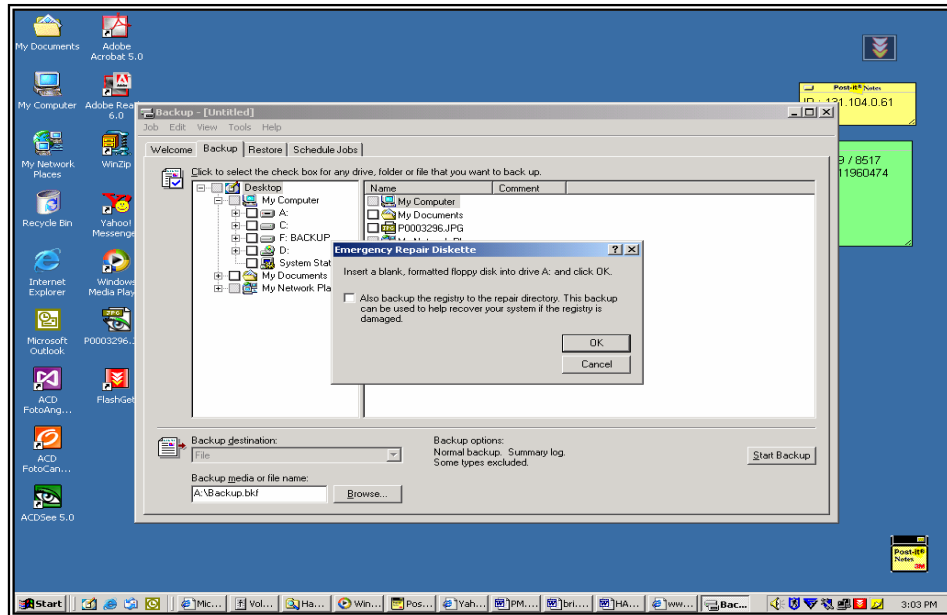 My Documents
Adobe
Acrobat 5.0
My Computer
Adobe Rea
6.0
My Network
Places
WinZip
Recycle Bin
Yahoo!
Messenge
Internet
Explorer
Windows
Media Play
Microsoft
Outlook
P0003296.
ACD
FotoAng...
FlashGet
ACD
FotoCan...
ACDSee 5.0
Post-it® Notes
131.104.0.61
9 / 8517
11960474
Backup - [Untitled]
Job Edit View Tools Help
Welcome Backup Restore Schedule Jobs
Click to select the check box for any drive, folder or file that you want to back up.
Desktop
My Computer
A:
C:
F: BACKUP
D:
System Stat
My Documents
My Network Pla
Name Comment
My Computer
My Documents
P0003296.JPG
Emergency Repair Diskette
Insert a blank, formatted floppy disk into drive A: and click OK.
Also backup the registry to the repair directory. This backup
can be used to help recover your system if the registry is
damaged.
OK
Cancel
Backup destination:
File
Backup media or file name:
A:\Backup.bkf
Browse...
Backup options:
Normal backup. Summary log.
Some types excluded.
Start Backup
Post-it®
Notes
3M
Start Mic... Vol... Ha... Win... Pos... Yah... PM.... bri... HA... ww... Bac... 3:03 PM